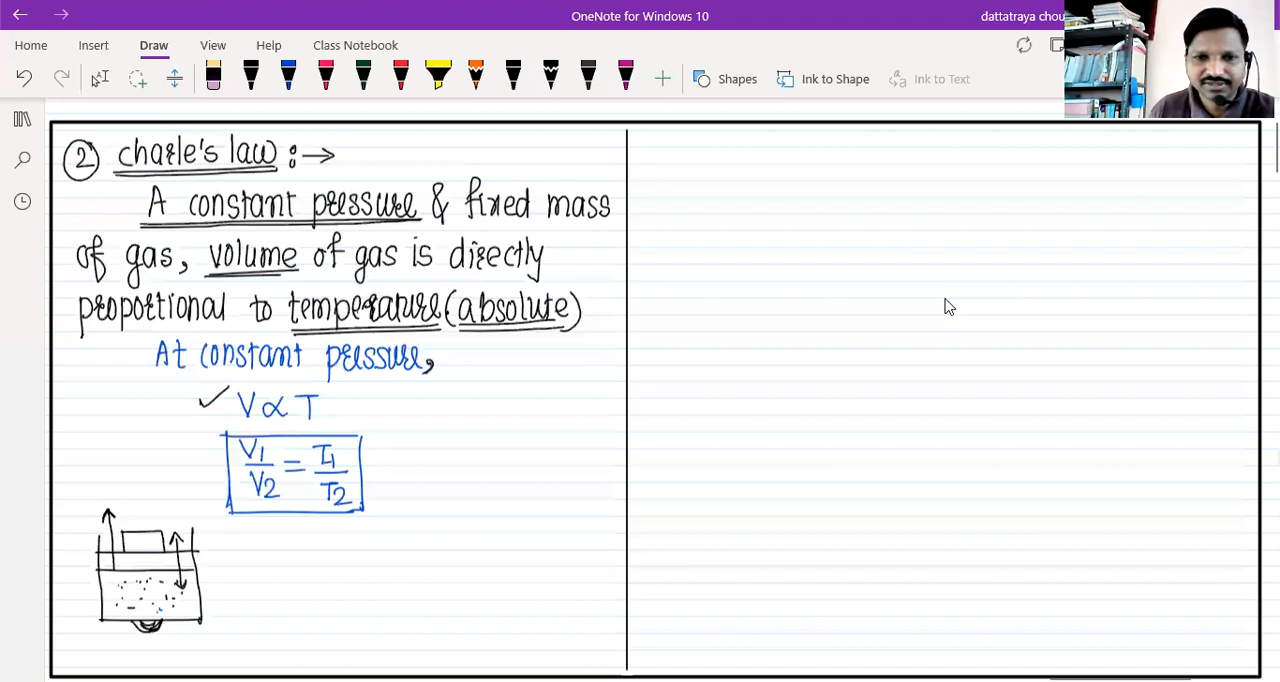 OneNote for Windows 10
dattatraya chou
Home Insert Draw View Help Class Notebook
Shapes Ink to Shape Ink to Text
2 charle's law :→
A constant pressure & fixed mass
of gas, volume of gas is directly
proportional to temperature (absolute)
At constant pressure,
✓ V ∝ T
V1/V2 = T1/T2